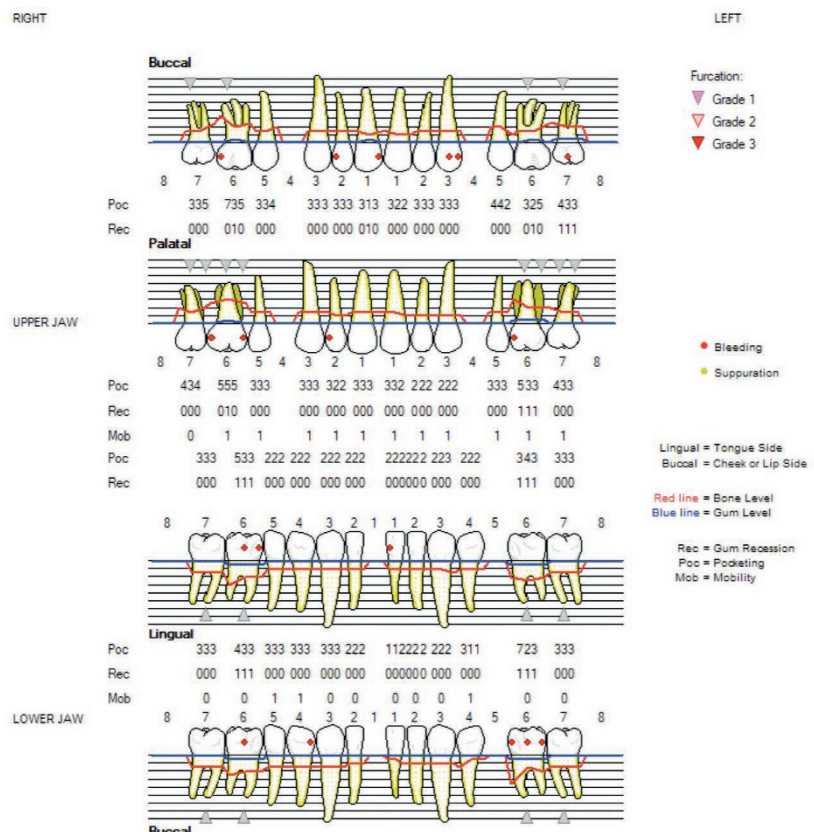 RIGHT LEFT
Buccal
Furcation:
Grade 1
Grade 2
Grade 3
8 7 6 5 4 3 2 1 1 2 3 4 5 6 7 8
Poc 335 735 334 333 333 313 322 333 333 442 325 433
Rec 000 010 000 000 000 010 000 000 000 000 010 111
Palatal
UPPER JAW
8 7 6 5 4 3 2 1 1 2 3 4 5 6 7 8
Bleeding
Suppuration
Poc 434 555 333 333 322 333 332 222 222 333 533 433
Rec 000 010 000 000 000 000 000 000 000 000 111 000
Mob 0 1 1 1 1 1 1 1 1 1 1 1
Poc 333 533 222 222 222 222 222222 223 222 343 333
Rec 000 111 000 000 000 000 000000 000 000 111 000
Lingual = Tongue Side
Buccal = Cheek or Lip Side
Red line = Bone Level
Blue line = Gum Level
Rec = Gum Recession
Poc = Pocketing
Mob = Mobility
8 7 6 5 4 3 2 1 1 2 3 4 5 6 7 8
Lingual
Poc 333 433 333 333 333 222 112222 222 311 723 333
Rec 000 111 000 000 000 000 000000 000 000 111 000
Mob 0 0 1 1 0 0 0 0 0 1 0 0
LOWER JAW
8 7 6 5 4 3 2 1 1 2 3 4 5 6 7 8
Buccal